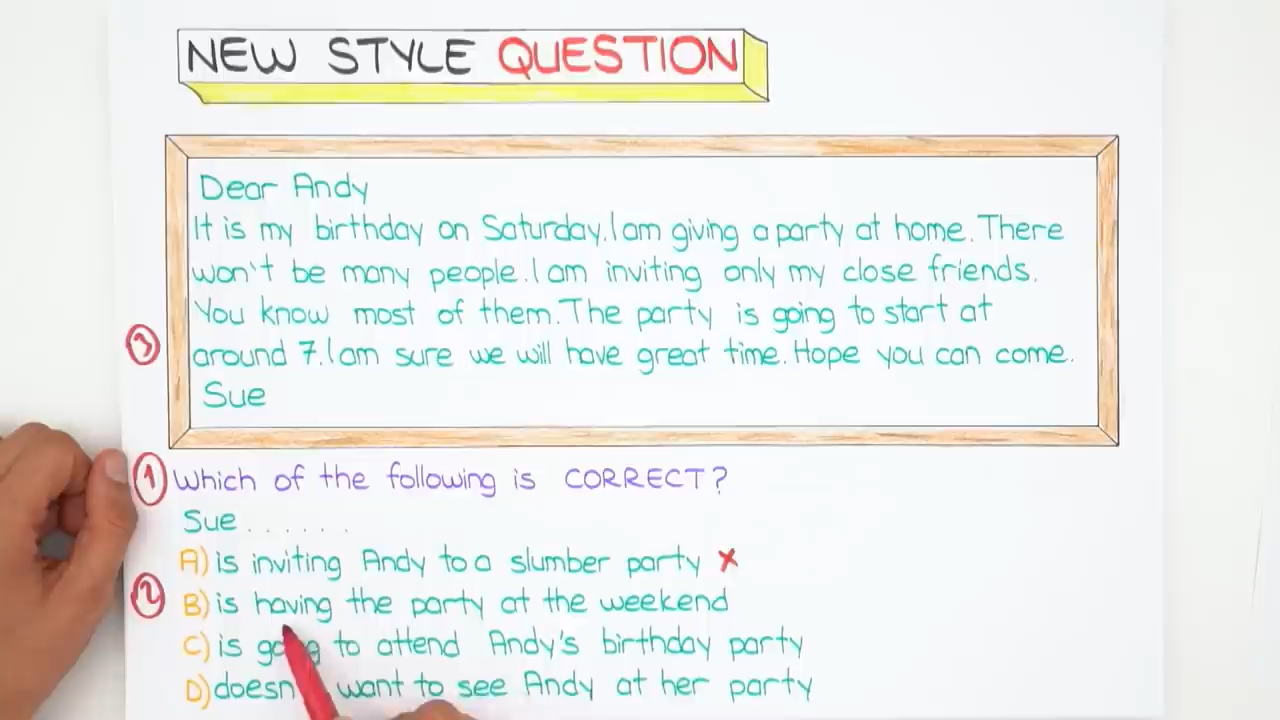 NEW STYLE QUESTION
Dear Andy
It is my birthday on Saturday. I am giving a party at home. There
won't be many people. I am inviting only my close friends.
You know most of them. The party is going to start at
3 around 7. I am sure we will have great time. Hope you can come.
Sue
1 Which of the following is CORRECT?
Sue ......
A) is inviting Andy to a slumber party x
2 B) is having the party at the weekend
C) is to attend Andy's birthday party
D) want to see Andy at her party